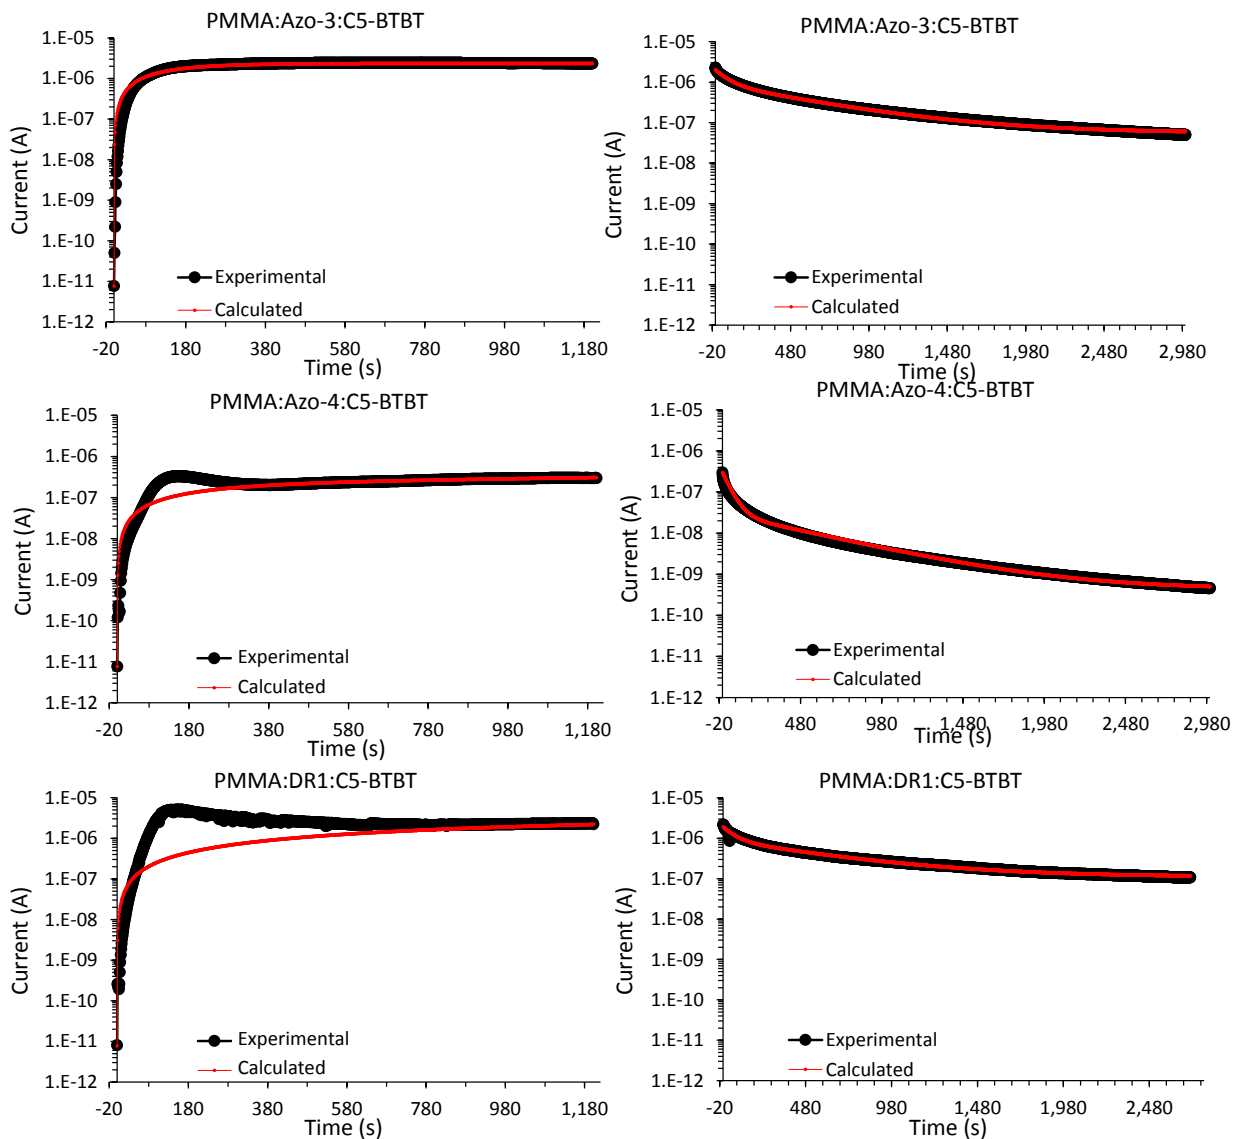 PMMA:Azo-3:C5-BTBT
1.E-05
1.E-06
1.E-07
1.E-08
1.E-09
1.E-10
1.E-11
1.E-12
Current (A)
Experimental
Calculated
-20 180 380 580 780 980 1,180
Time (s)
PMMA:Azo-3:C5-BTBT
1.E-05
1.E-06
1.E-07
1.E-08
1.E-09
1.E-10
1.E-11
1.E-12
Current (A)
Experimental
Calculated
-20 480 980 1,480 1,980 2,480 2,980
Time (s)
PMMA:Azo-4:C5-BTBT
1.E-05
1.E-06
1.E-07
1.E-08
1.E-09
1.E-10
1.E-11
1.E-12
Current (A)
Experimental
Calculated
-20 180 380 580 780 980 1,180
Time (s)
PMMA:Azo-4:C5-BTBT
1.E-05
1.E-06
1.E-07
1.E-08
1.E-09
1.E-10
1.E-11
1.E-12
Current (A)
Experimental
Calculated
-20 480 980 1,480 1,980 2,480 2,980
Time (s)
PMMA:DR1:C5-BTBT
1.E-05
1.E-06
1.E-07
1.E-08
1.E-09
1.E-10
1.E-11
1.E-12
Current (A)
Experimental
Calculated
-20 180 380 580 780 980 1,180
Time (s)
PMMA:DR1:C5-BTBT
1.E-05
1.E-06
1.E-07
1.E-08
1.E-09
1.E-10
1.E-11
1.E-12
Current (A)
Experimental
Calculated
-20 480 980 1,480 1,980 2,480
Time (s)